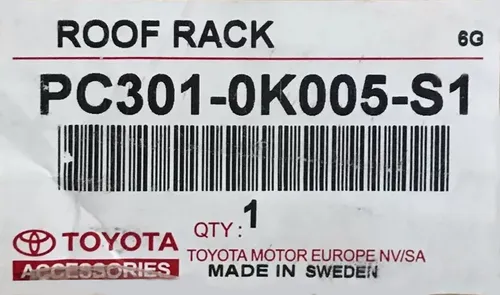 ROOF RACK 6G
PC301-0K005-S1
QTY: 1
TOYOTA
ACCESSORIES
TOYOTA MOTOR EUROPE NV/SA
MADE IN SWEDEN